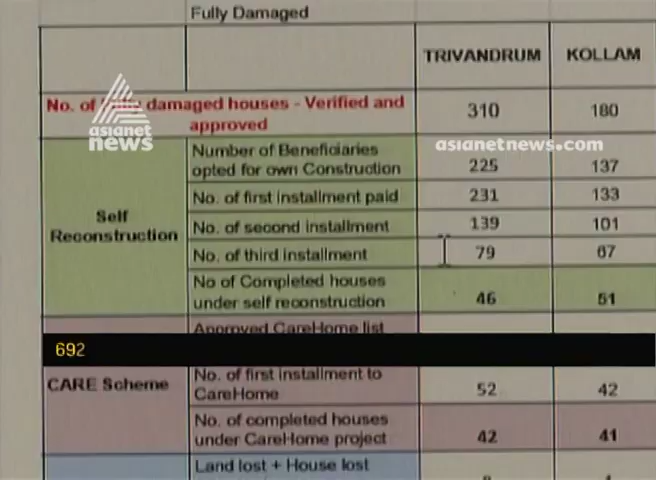 Fully Damaged
TRIVANDRUM KOLLAM
No. of fully damaged houses - Verified and approved 310 180
asianet
news
asianetnews.com
Self Reconstruction
Number of Beneficiaries opted for own Construction 225 137
No. of first installment paid 231 133
No. of second installment 139 101
No. of third installment 79 67
No of Completed houses under self reconstruction 46 51
Approved CareHome list
692
CARE Scheme
No. of first installment to CareHome 52 42
No. of completed houses under CareHome project 42 41
Land lost + House lost